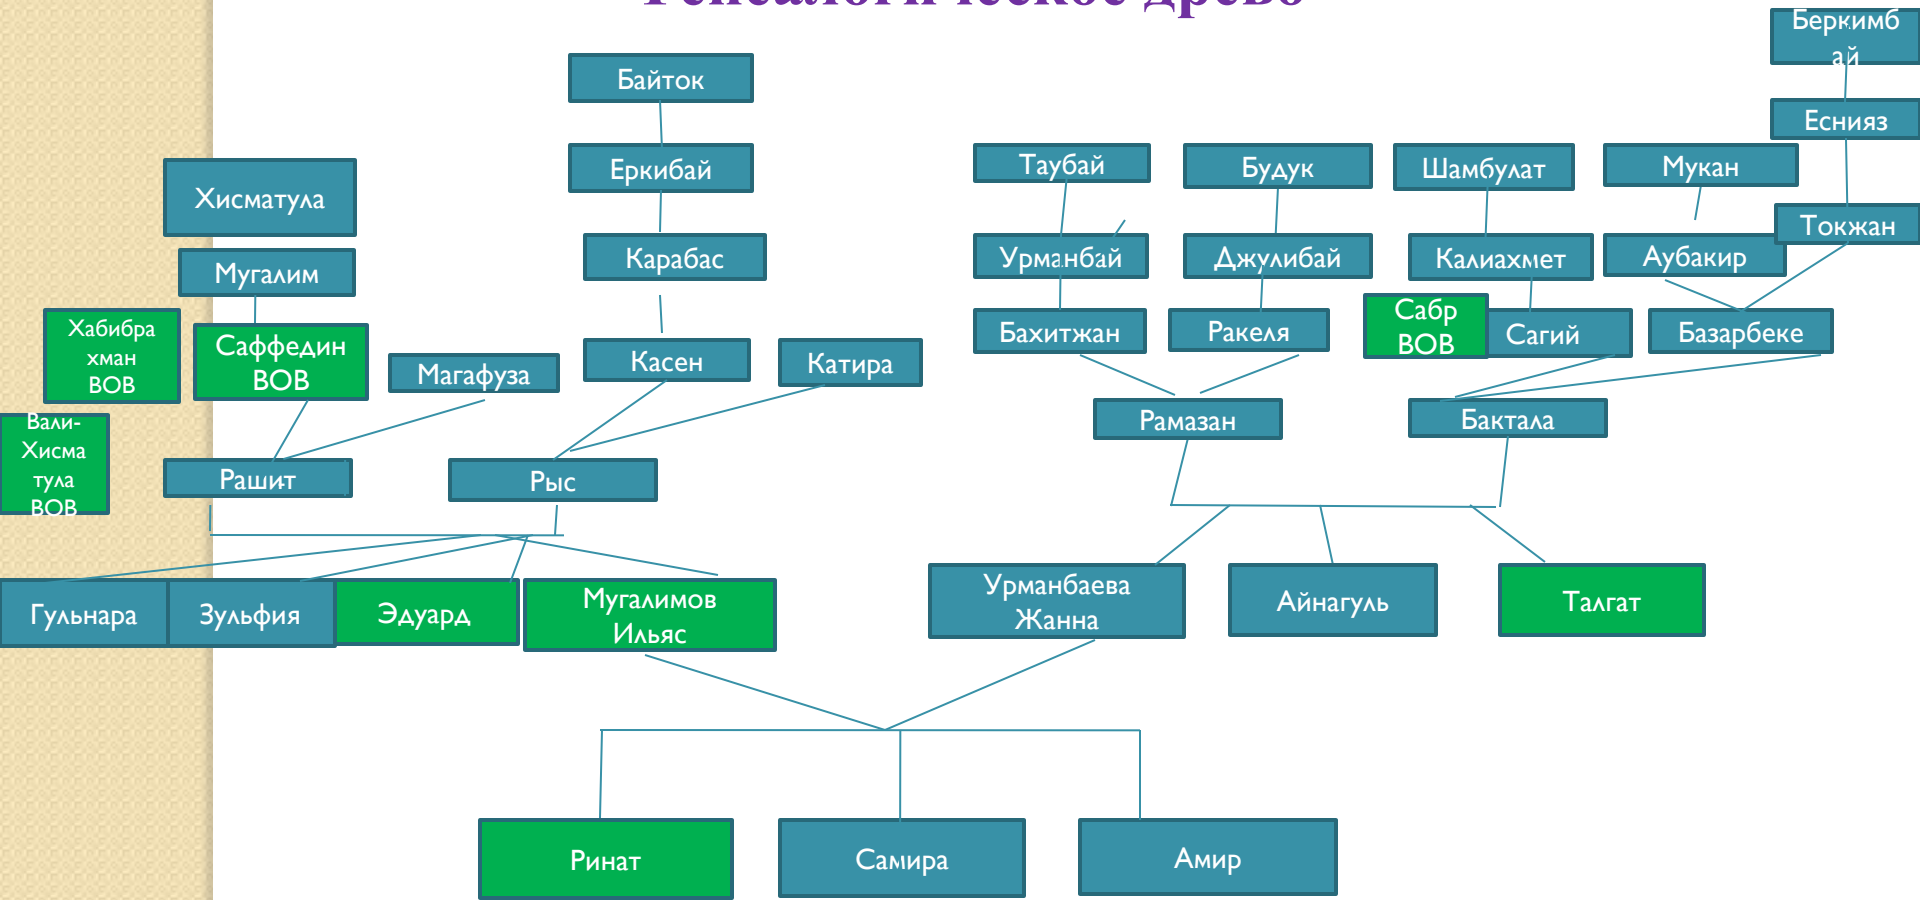 Генеалогическое древо
Беркимб
ай
Байток
Еснияз
Еркибай
Таубай
Будук
Шамбулат
Мукан
Хисматула
Токжан
Мугалим
Карабас
Урманбай
Джулибай
Калиахмет
Аубакир
Хабибра
хман
ВОВ
Саффедин
ВОВ
Магафуза
Касен
Катира
Бахитжан
Ракеля
Сабр
ВОВ
Сагий
Базарбеке
Вали-
Хисма
тула
ВОВ
Рашит
Рыс
Рамазан
Бактала
Гульнара
Зульфия
Эдуард
Мугалимов
Ильяс
Урманбаева
Жанна
Айнагуль
Талгат
Ринат
Самира
Амир